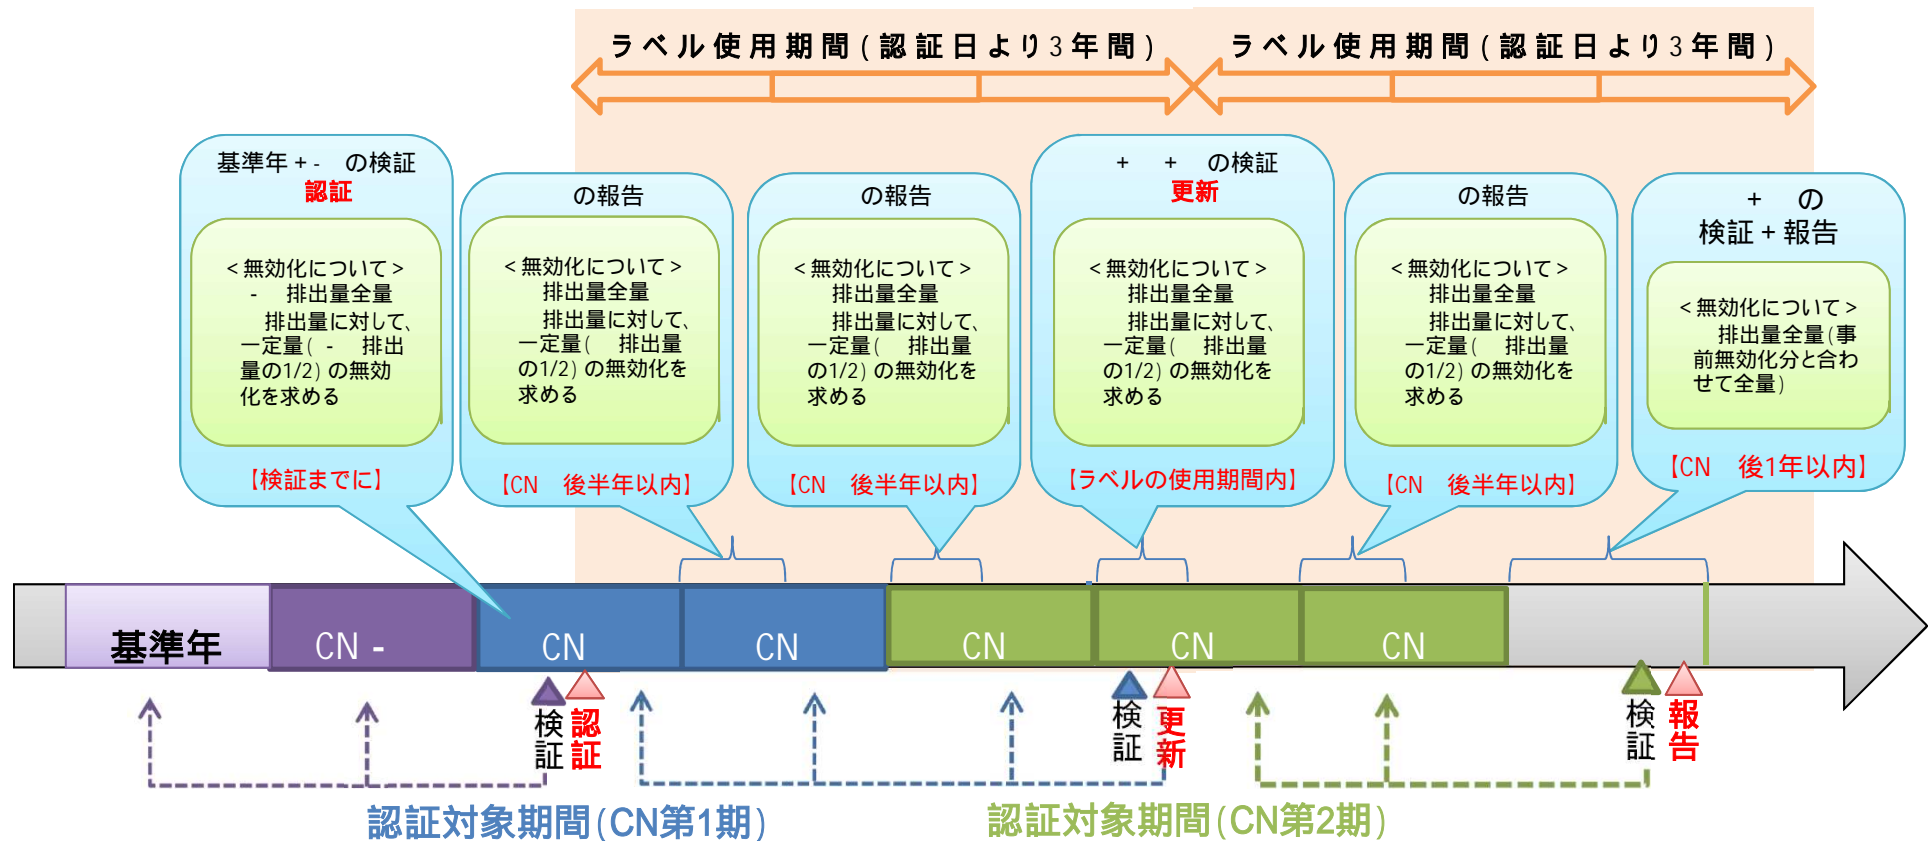 ラベル使用期間(認証日より3年間)
ラベル使用期間(認証日より3年間)
基準年+- の検証
認証
<無効化について>
- 排出量全量
排出量に対して、
一定量( - 排出
量の1/2)の無効
化を求める
【検証までに】
の報告
<無効化について>
排出量全量
排出量に対して、
一定量( 排出量
の1/2)の無効化を
求める
【CN 後半年以内】
の報告
<無効化について>
排出量全量
排出量に対して、
一定量( 排出量
の1/2)の無効化を
求める
【CN 後半年以内】
+ + の検証
更新
<無効化について>
排出量全量
排出量に対して、
一定量( 排出量
の1/2)の無効化を
求める
【ラベルの使用期間内】
の報告
<無効化について>
排出量全量
排出量に対して、
一定量( 排出量
の1/2)の無効化を
求める
【CN 後半年以内】
+ の
検証+報告
<無効化について>
排出量全量(事
前無効化分と合わ
せて全量)
【CN 後1年以内】
基準年
CN -
CN
CN
CN
CN
CN
検証
認証
検証
更新
検証
報告
認証対象期間(CN第1期)
認証対象期間(CN第2期)